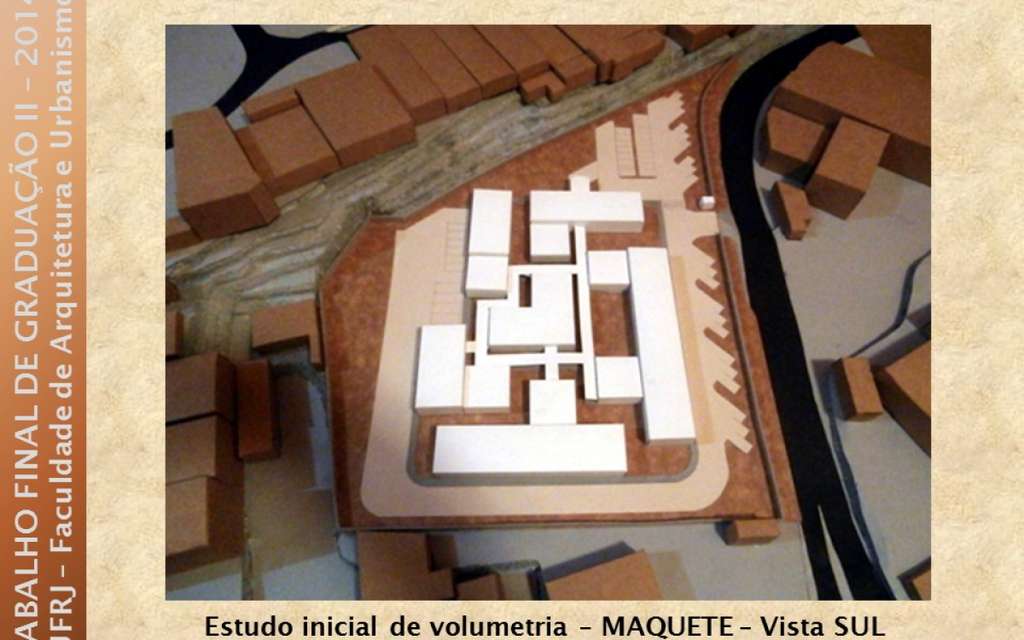 ABALHO FINAL DE GRADUAÇÃO II – 2014
UFRJ – Faculdade de Arquitetura e Urbanismo
Estudo inicial de volumetria – MAQUETE – Vista SUL